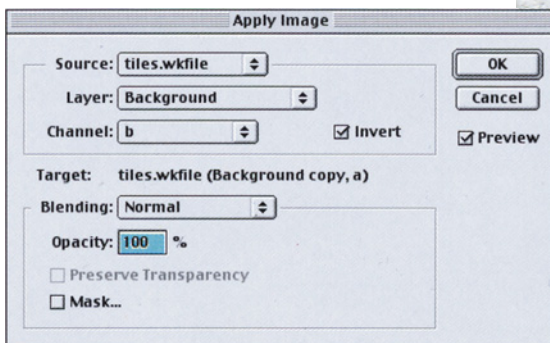 Apply Image
Source: tiles.wkfile
Layer: Background
Channel: b Invert
Target: tiles.wkfile (Background copy, a)
Blending: Normal
Opacity: 100 %
Preserve Transparency
Mask...
OK
Cancel
Preview